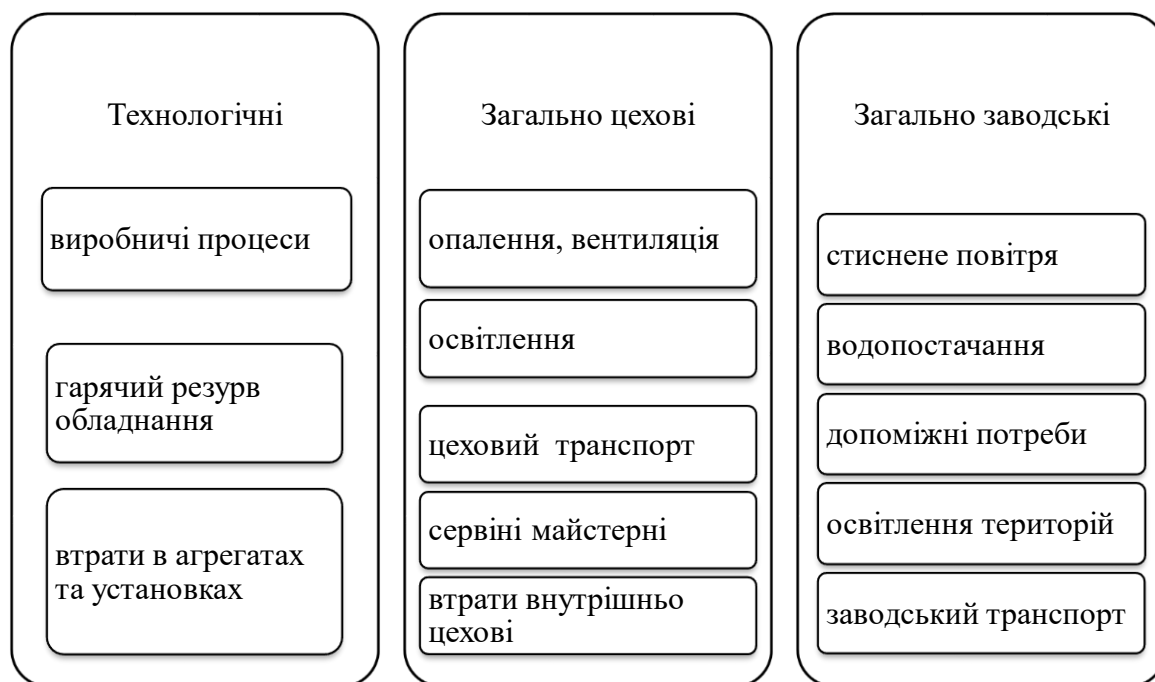 Технологічні
виробничі процеси
гарячий резурв
обладнання
втрати в агрегатах
та установках
Загально цехові
опалення, вентиляція
освітлення
цеховий  транспорт
сервіні майстерні
втрати внутрішньо
цехові
Загально заводські
стиснене повітря
водопостачання
допоміжні потреби
освітлення територій
заводський транспорт